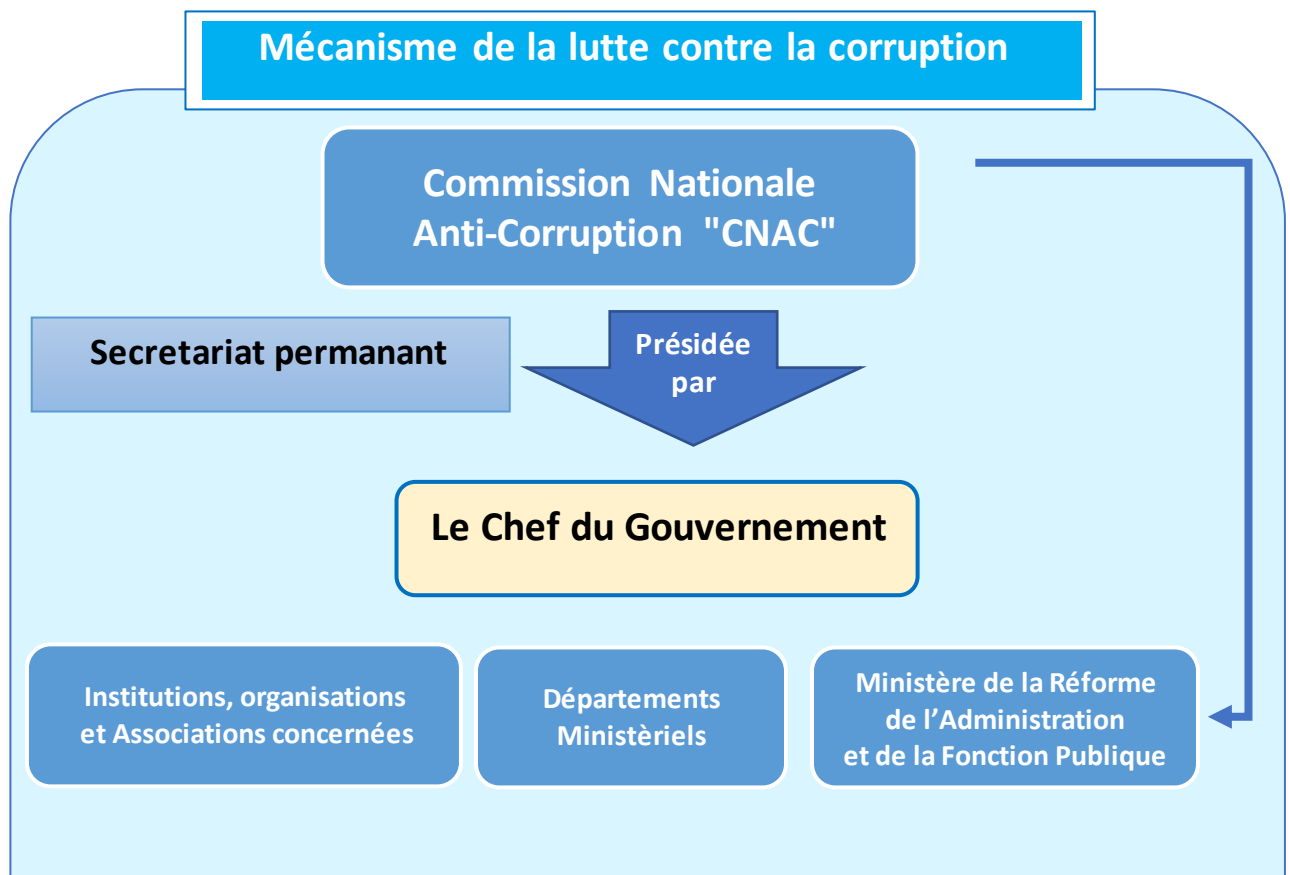 Mécanisme de la lutte contre la corruption
Commission Nationale
Anti-Corruption "CNAC"
Secretariat permanant
Présidée
par
Le Chef du Gouvernement
Institutions, organisations
et Associations concernées
Départements
Ministèriels
Ministère de la Réforme
de l’Administration
et de la Fonction Publique